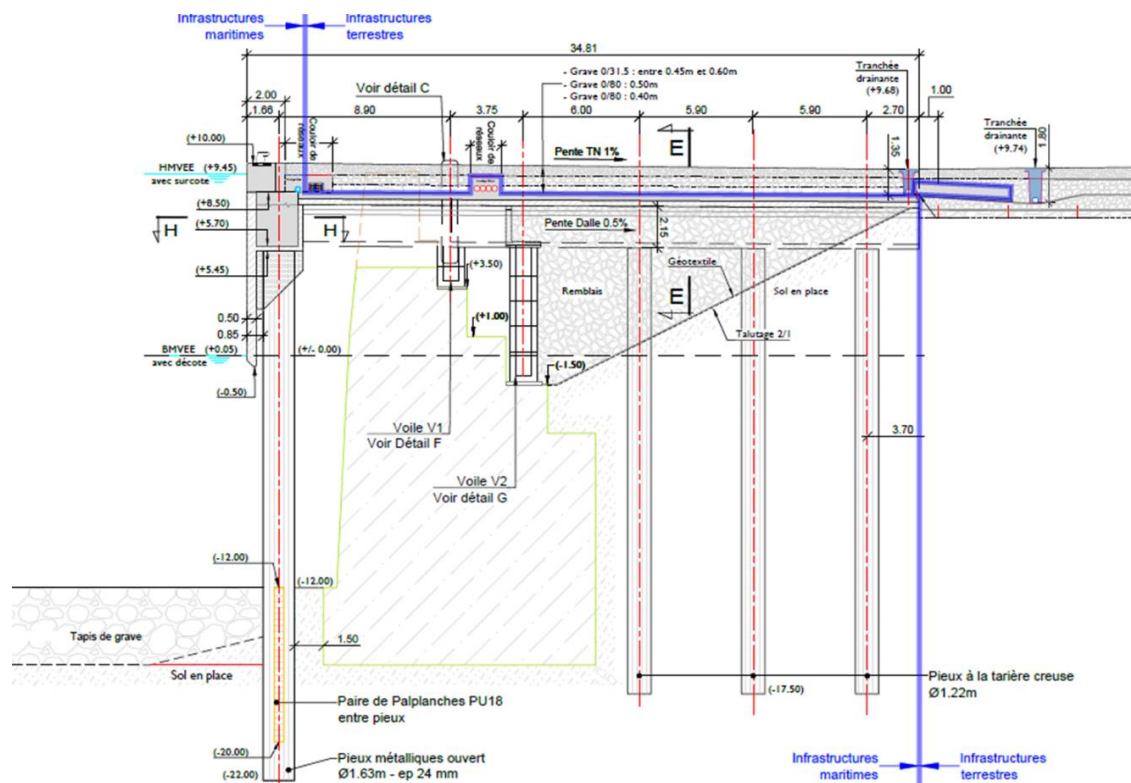 Infrastructures
maritimes
Infrastructures
terrestres
34.81
- Grave 0/31.5 : entre 0.45m et 0.60m
- Grave 0/80 : 0.50m
- Grave 0/80 : 0.40m
Tranchée
drainante
(+9.68)
Voir détail C
2.00
1.66
8.90
3.75
6.00
5.90
5.90
2.70
1.00
Tranchée
drainante
(+9.74)
1.80
1.35
Couloir de
réseaux
Couloir de
réseaux
(+10.00)
HMVEE (+9.45)
avec surcote
Pente TN 1%
E
(+8.50)
H
H
(+5.70)
Pente Dalle 0.5%
2.15
(+5.45)
(+3.50)
Géotextile
Remblais
E
Sol en place
(+1.00)
0.50
0.85
Talutage 2/1
BMVEE (+0.05)
avec décote
(+/- 0.00)
(-0.50)
(-1.50)
Voile V1
Voir Détail F
3.70
Voile V2
Voir détail G
(-12.00)
(-12.00)
Tapis de grave
1.50
Sol en place
Pieux à la tarière creuse
Ø1.22m
(-17.50)
Paire de Palplanches PU18
entre pieux
(-20.00)
Pieux métalliques ouvert
Ø1.63m - ep 24 mm
(-22.00)
Infrastructures
maritimes
Infrastructures
terrestres